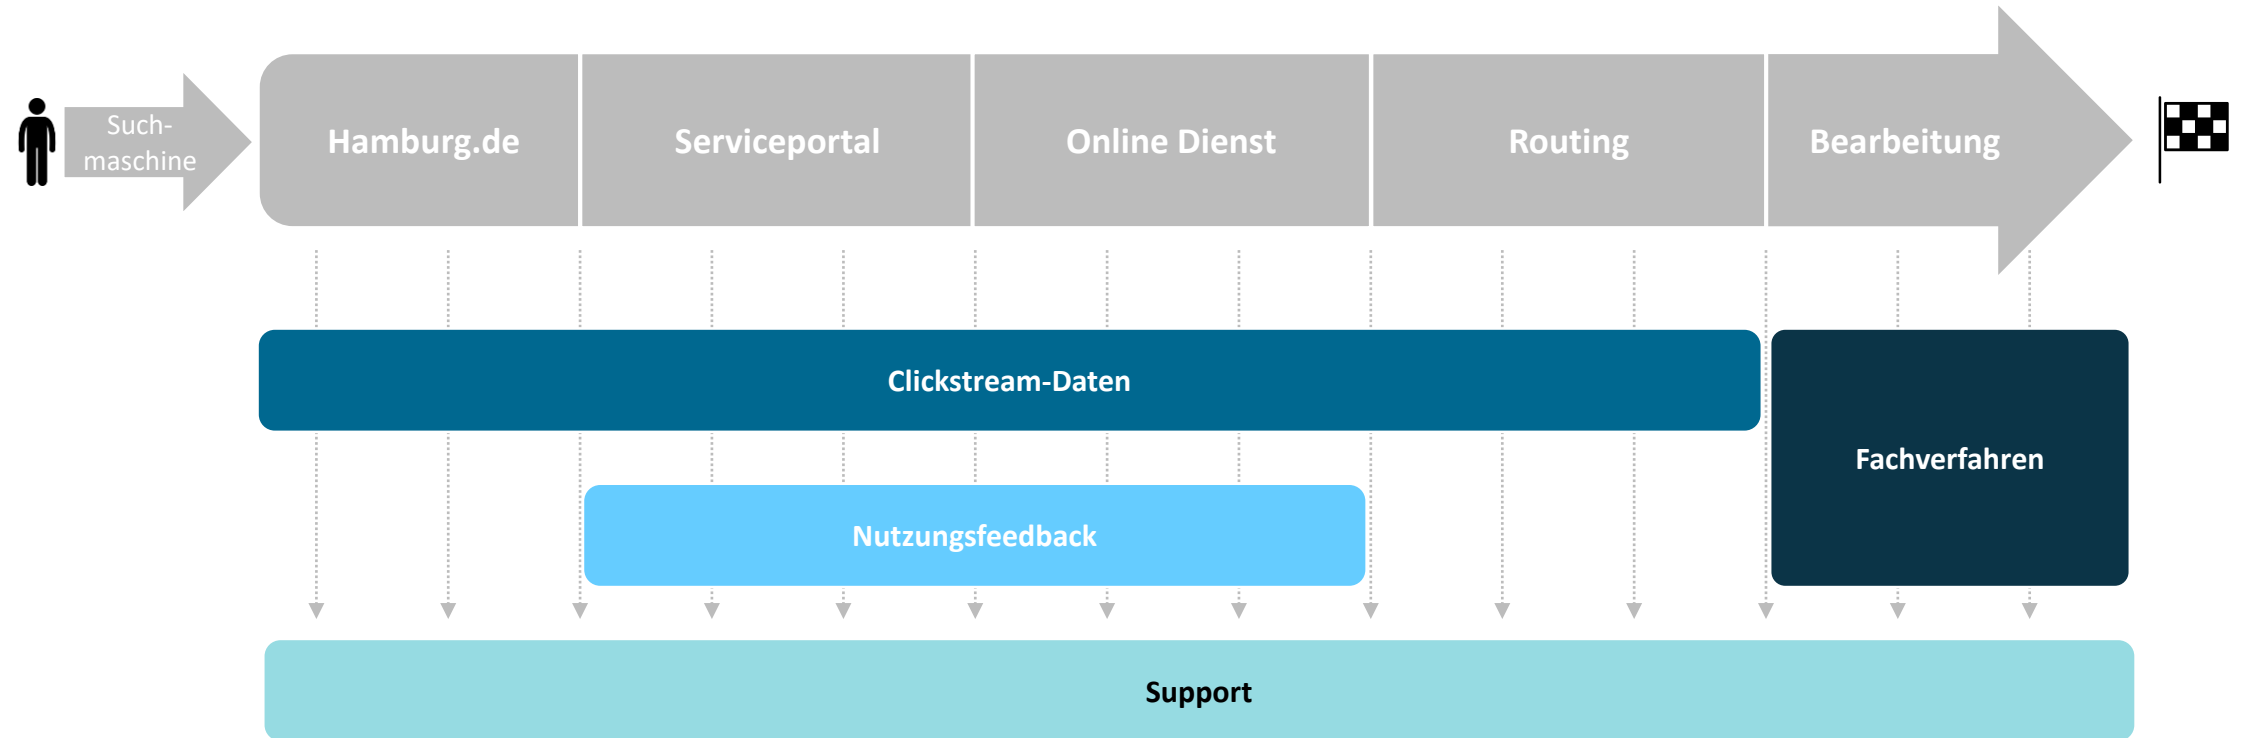 Such-
maschine
Hamburg.de
Serviceportal
Online Dienst
Routing
Bearbeitung
Clickstream-Daten
Fachverfahren
Nutzungsfeedback
Support